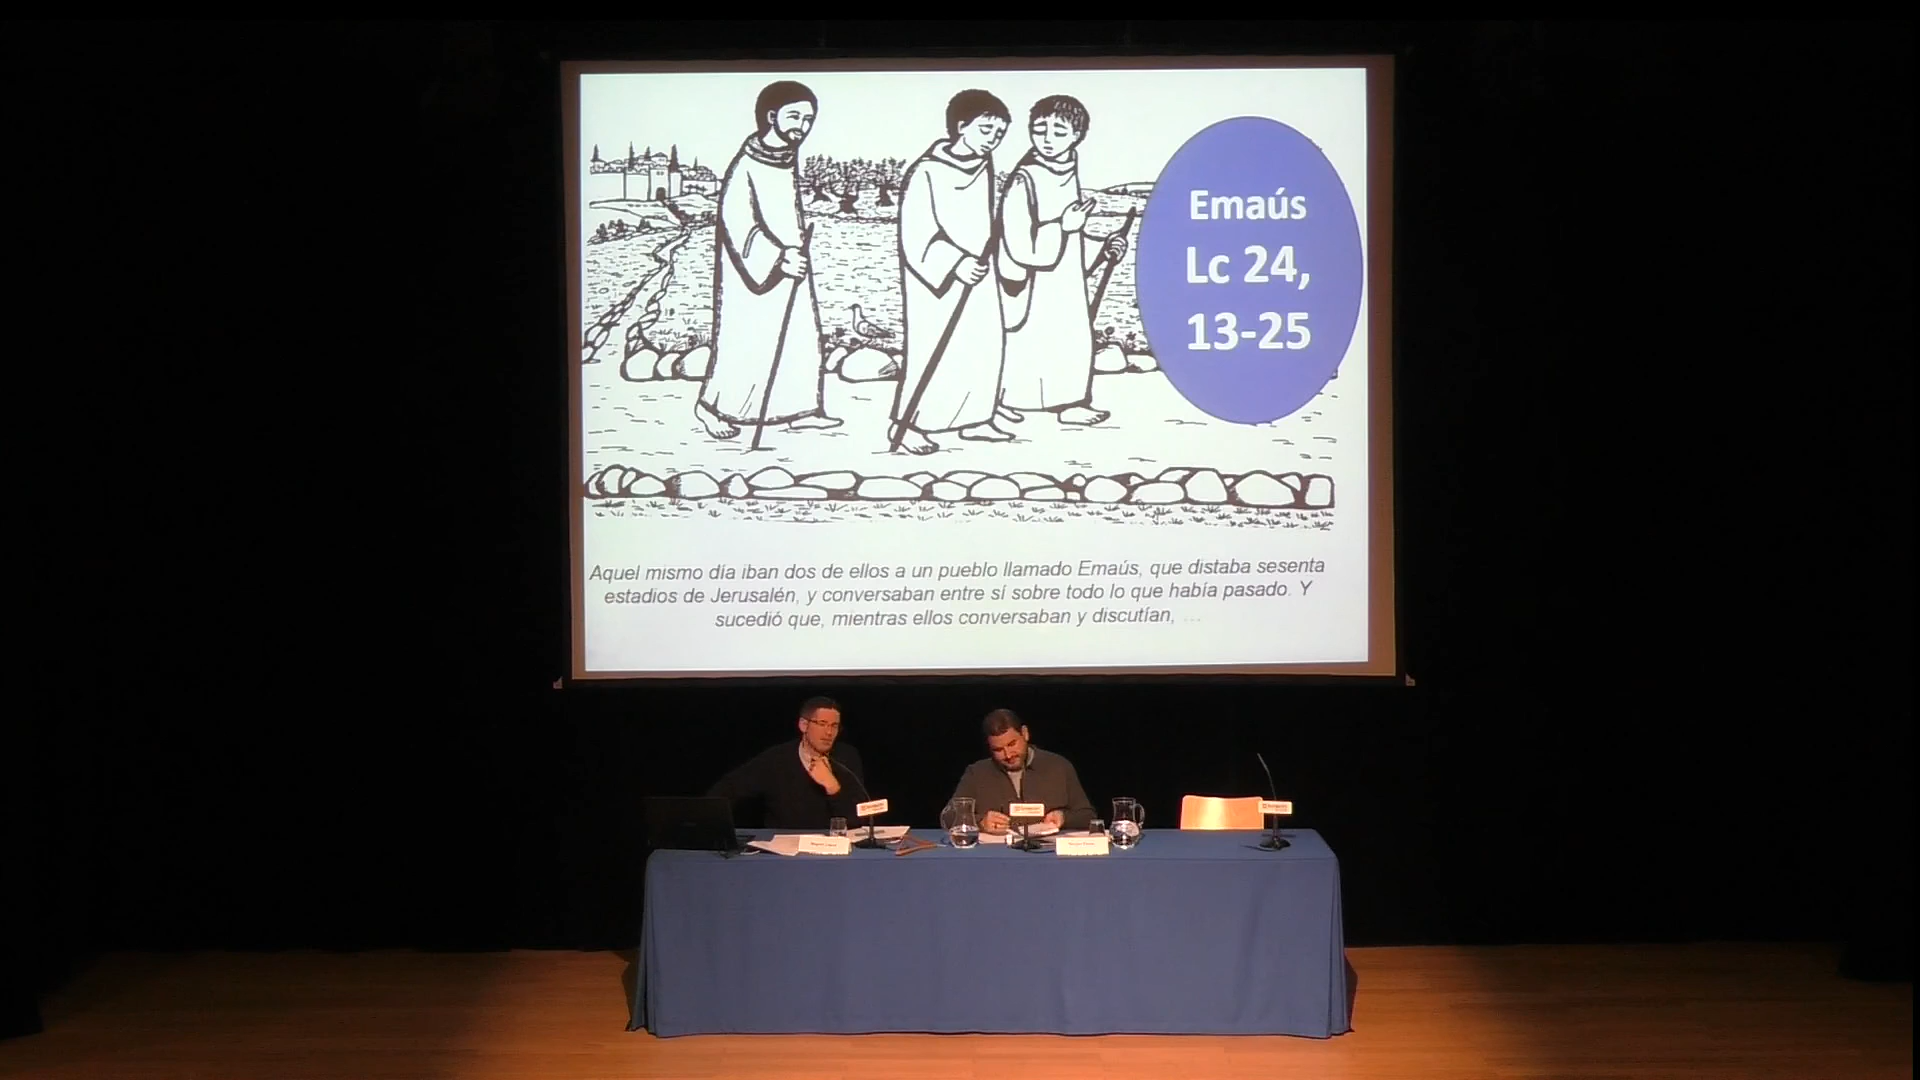 Emaús
Lc 24,
13-25
Aquel mismo día iban dos de ellos a un pueblo llamado Emaús, que distaba sesenta
estadios de Jerusalén, y conversaban entre sí sobre todo lo que había pasado. Y
sucedió que, mientras ellos conversaban y discutían, ...